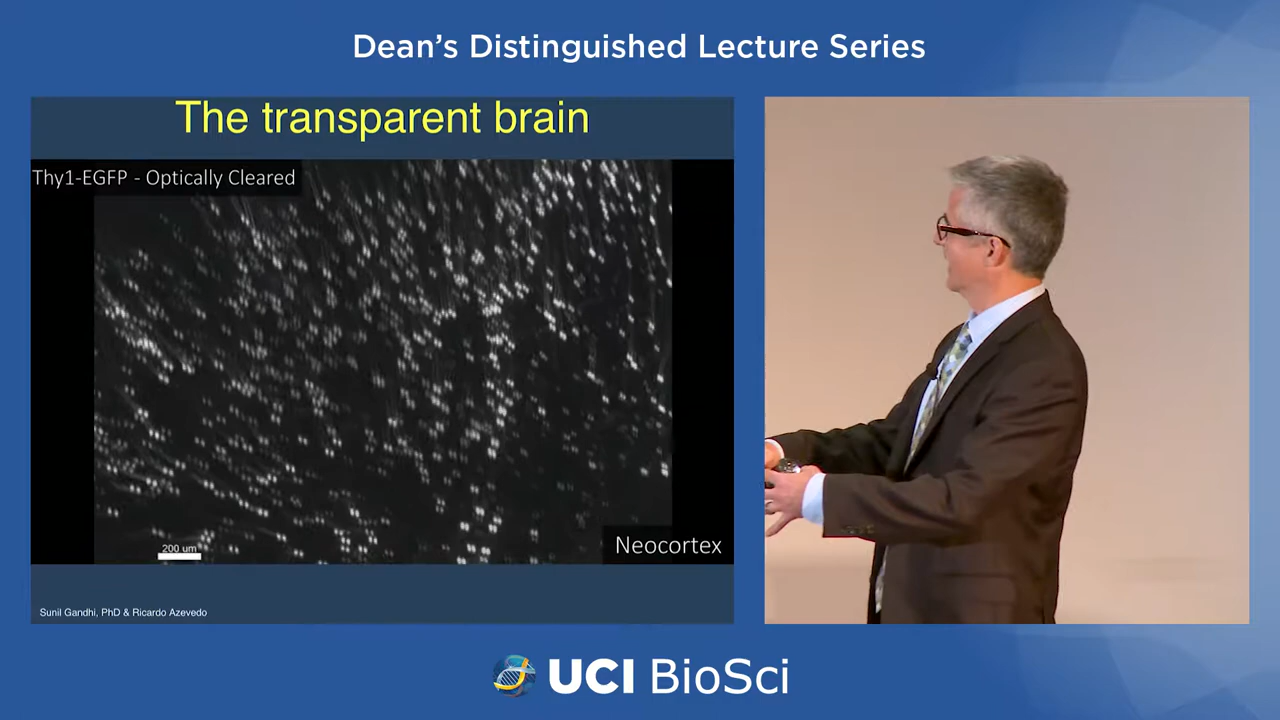 Dean's Distinguished Lecture Series
The transparent brain
Thy1-EGFP - Optically Cleared
200 um
Neocortex
Sunil Gandhi, PhD & Ricardo Azevedo
UCI BioSci